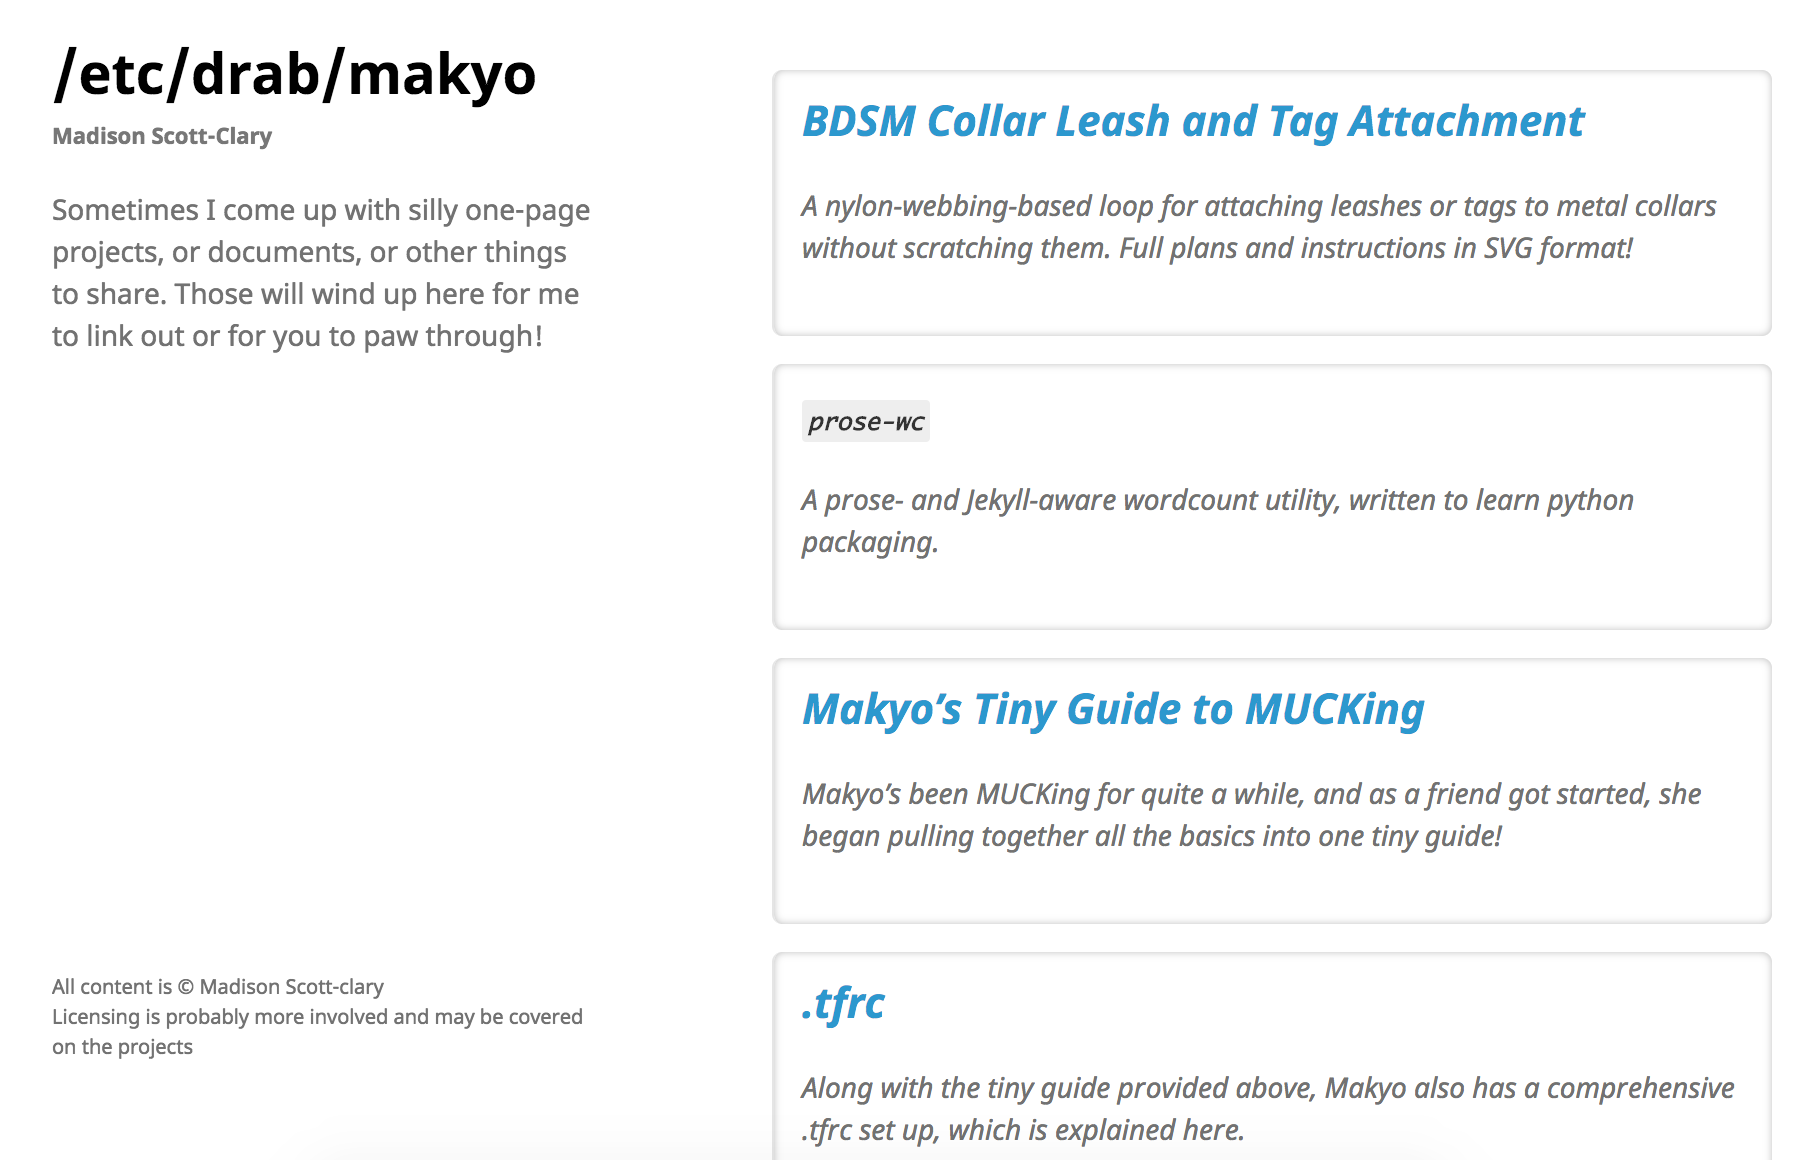 /etc/drab/makyo
Madison Scott-Clary
Sometimes I come up with silly one-page
projects, or documents, or other things
to share. Those will wind up here for me
to link out or for you to paw through!
All content is © Madison Scott-clary
Licensing is probably more involved and may be covered
on the projects
BDSM Collar Leash and Tag Attachment
A nylon-webbing-based loop for attaching leashes or tags to metal collars
without scratching them. Full plans and instructions in SVG format!
prose-wc
A prose- and Jekyll-aware wordcount utility, written to learn python
packaging.
Makyo’s Tiny Guide to MUCKing
Makyo’s been MUCKing for quite a while, and as a friend got started, she
began pulling together all the basics into one tiny guide!
.tfrc
Along with the tiny guide provided above, Makyo also has a comprehensive
.tfrc set up, which is explained here.